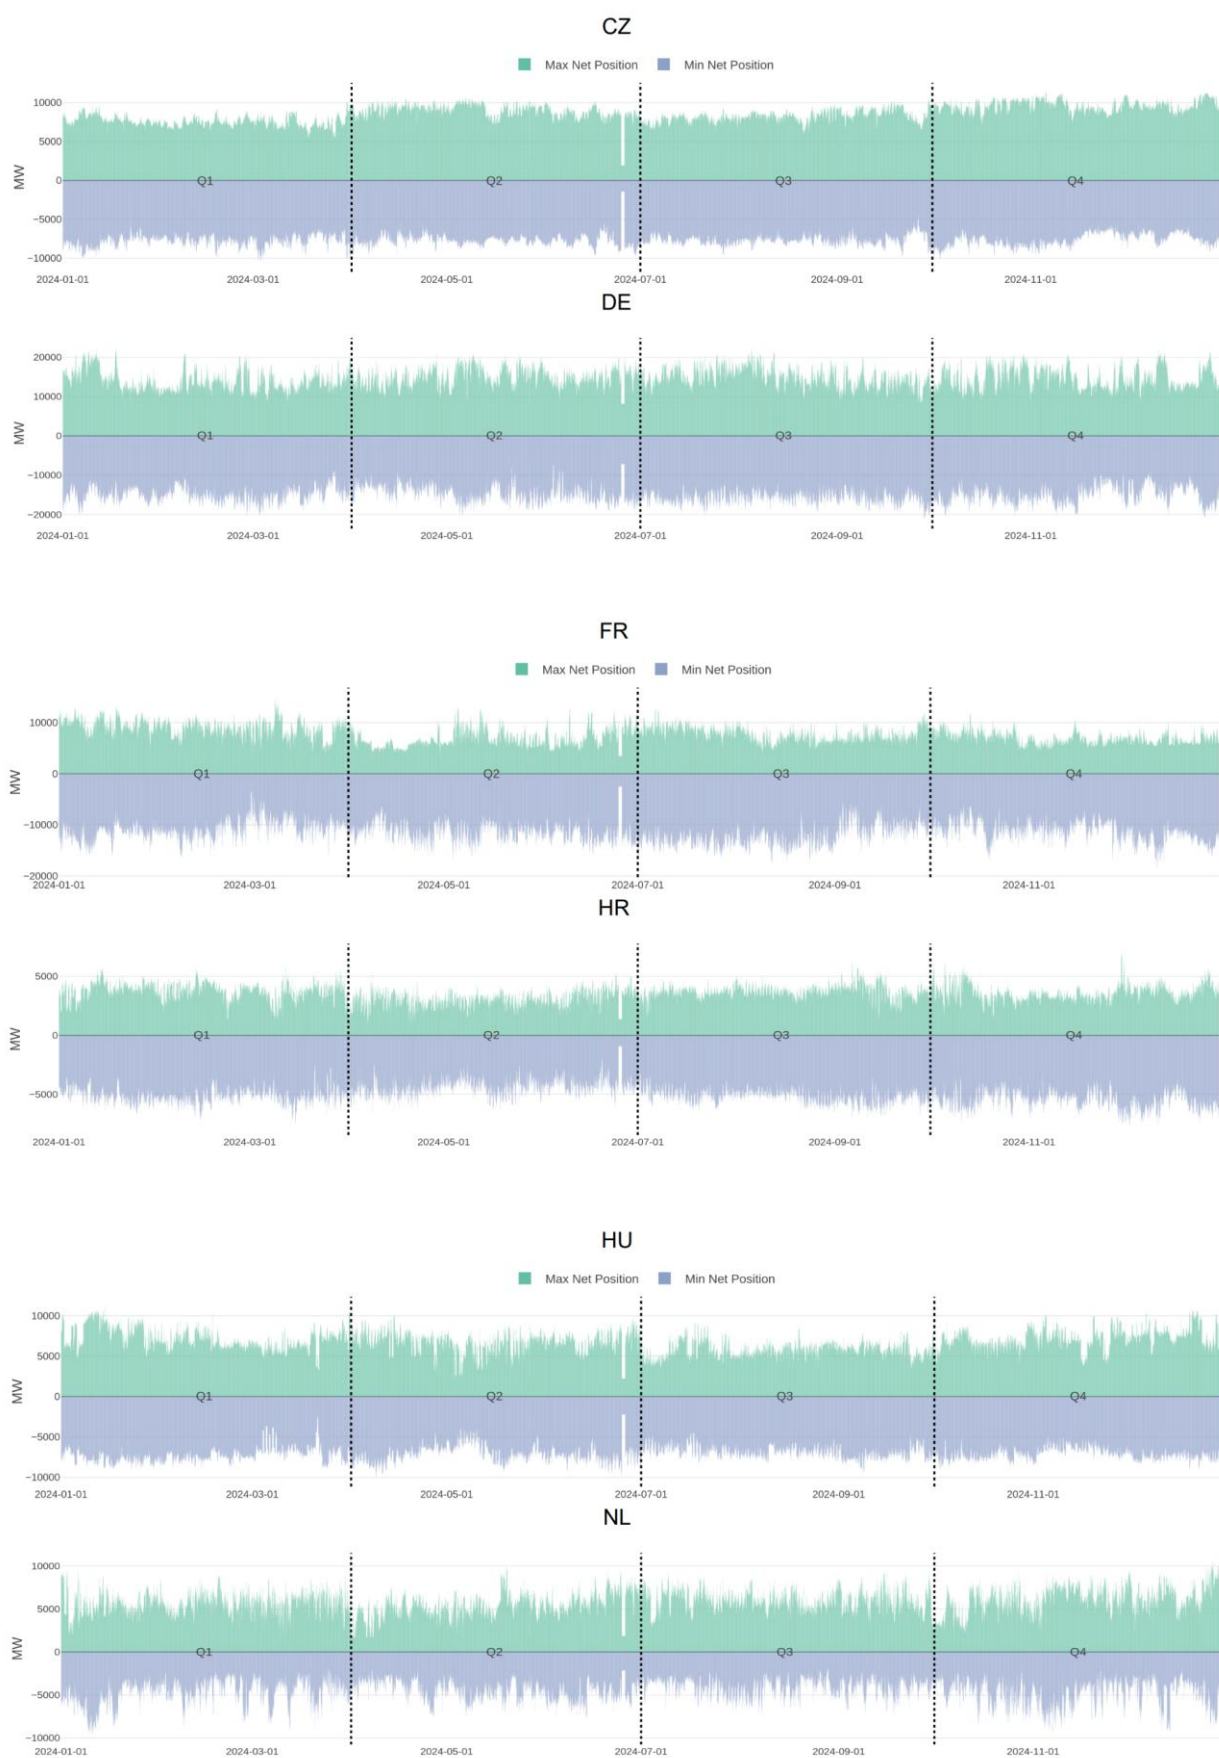 CZ
Max Net Position Min Net Position
10000
5000
0
−5000
−10000
MW
Q1 Q2 Q3 Q4
2024-01-01 2024-03-01 2024-05-01 2024-07-01 2024-09-01 2024-11-01
DE
20000
10000
0
−10000
−20000
MW
Q1 Q2 Q3 Q4
2024-01-01 2024-03-01 2024-05-01 2024-07-01 2024-09-01 2024-11-01
FR
Max Net Position Min Net Position
10000
0
−10000
−20000
MW
Q1 Q2 Q3 Q4
2024-01-01 2024-03-01 2024-05-01 2024-07-01 2024-09-01 2024-11-01
HR
5000
0
−5000
MW
Q1 Q2 Q3 Q4
2024-01-01 2024-03-01 2024-05-01 2024-07-01 2024-09-01 2024-11-01
HU
Max Net Position Min Net Position
10000
5000
0
−5000
−10000
MW
Q1 Q2 Q3 Q4
2024-01-01 2024-03-01 2024-05-01 2024-07-01 2024-09-01 2024-11-01
NL
10000
5000
0
−5000
−10000
MW
Q1 Q2 Q3 Q4
2024-01-01 2024-03-01 2024-05-01 2024-07-01 2024-09-01 2024-11-01